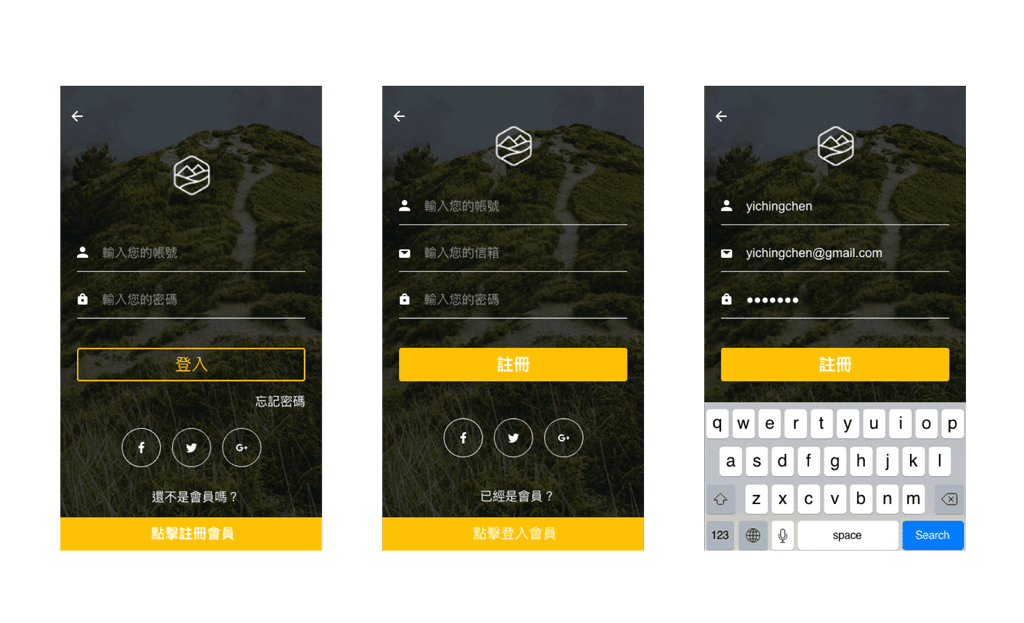 輸入您的帳號
輸入您的密碼
登入
忘記密碼
f
G+
還不是會員嗎?
點擊註冊會員
輸入您的帳號
輸入您的信箱
輸入您的密碼
註冊
f
G+
已經是會員?
點擊登入會員
yichingchen
yichingchen@gmail.com
•••••••
註冊
q w e r t y u i o p
a s d f g h j k l
z x c v b n m
123 space Search